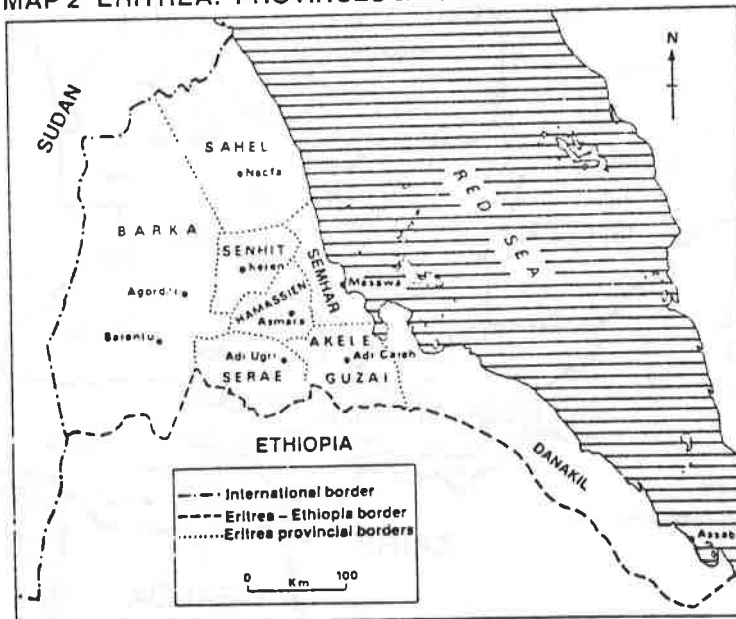 MAP 2 ERITREA: PROVINCES
N
SUDAN
SAHEL
Nacfa
RED SEA
BARKA
SENHIT
Keren
SEMHAR
Masawa
Agordat
HAMASSIEN
Asmara
Barentu
AKELE
Adi Ugri
Adi Caieh
SERAE
GUZAI
ETHIOPIA
DANAKIL
International border
Eritrea – Ethiopia border
Eritrea provincial borders
0 Km 100
Assab